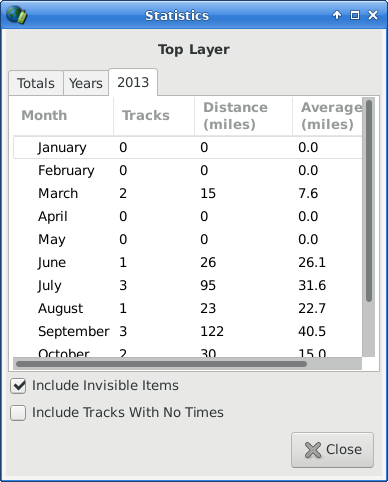 Statistics
Top Layer
Totals Years 2013
Month Tracks Distance (miles) Average (miles)
January 0 0 0.0
February 0 0 0.0
March 2 15 7.6
April 0 0 0.0
May 0 0 0.0
June 1 26 26.1
July 3 95 31.6
August 1 23 22.7
September 3 122 40.5
October 2 30 15.0
Include Invisible Items
Include Tracks With No Times
Close